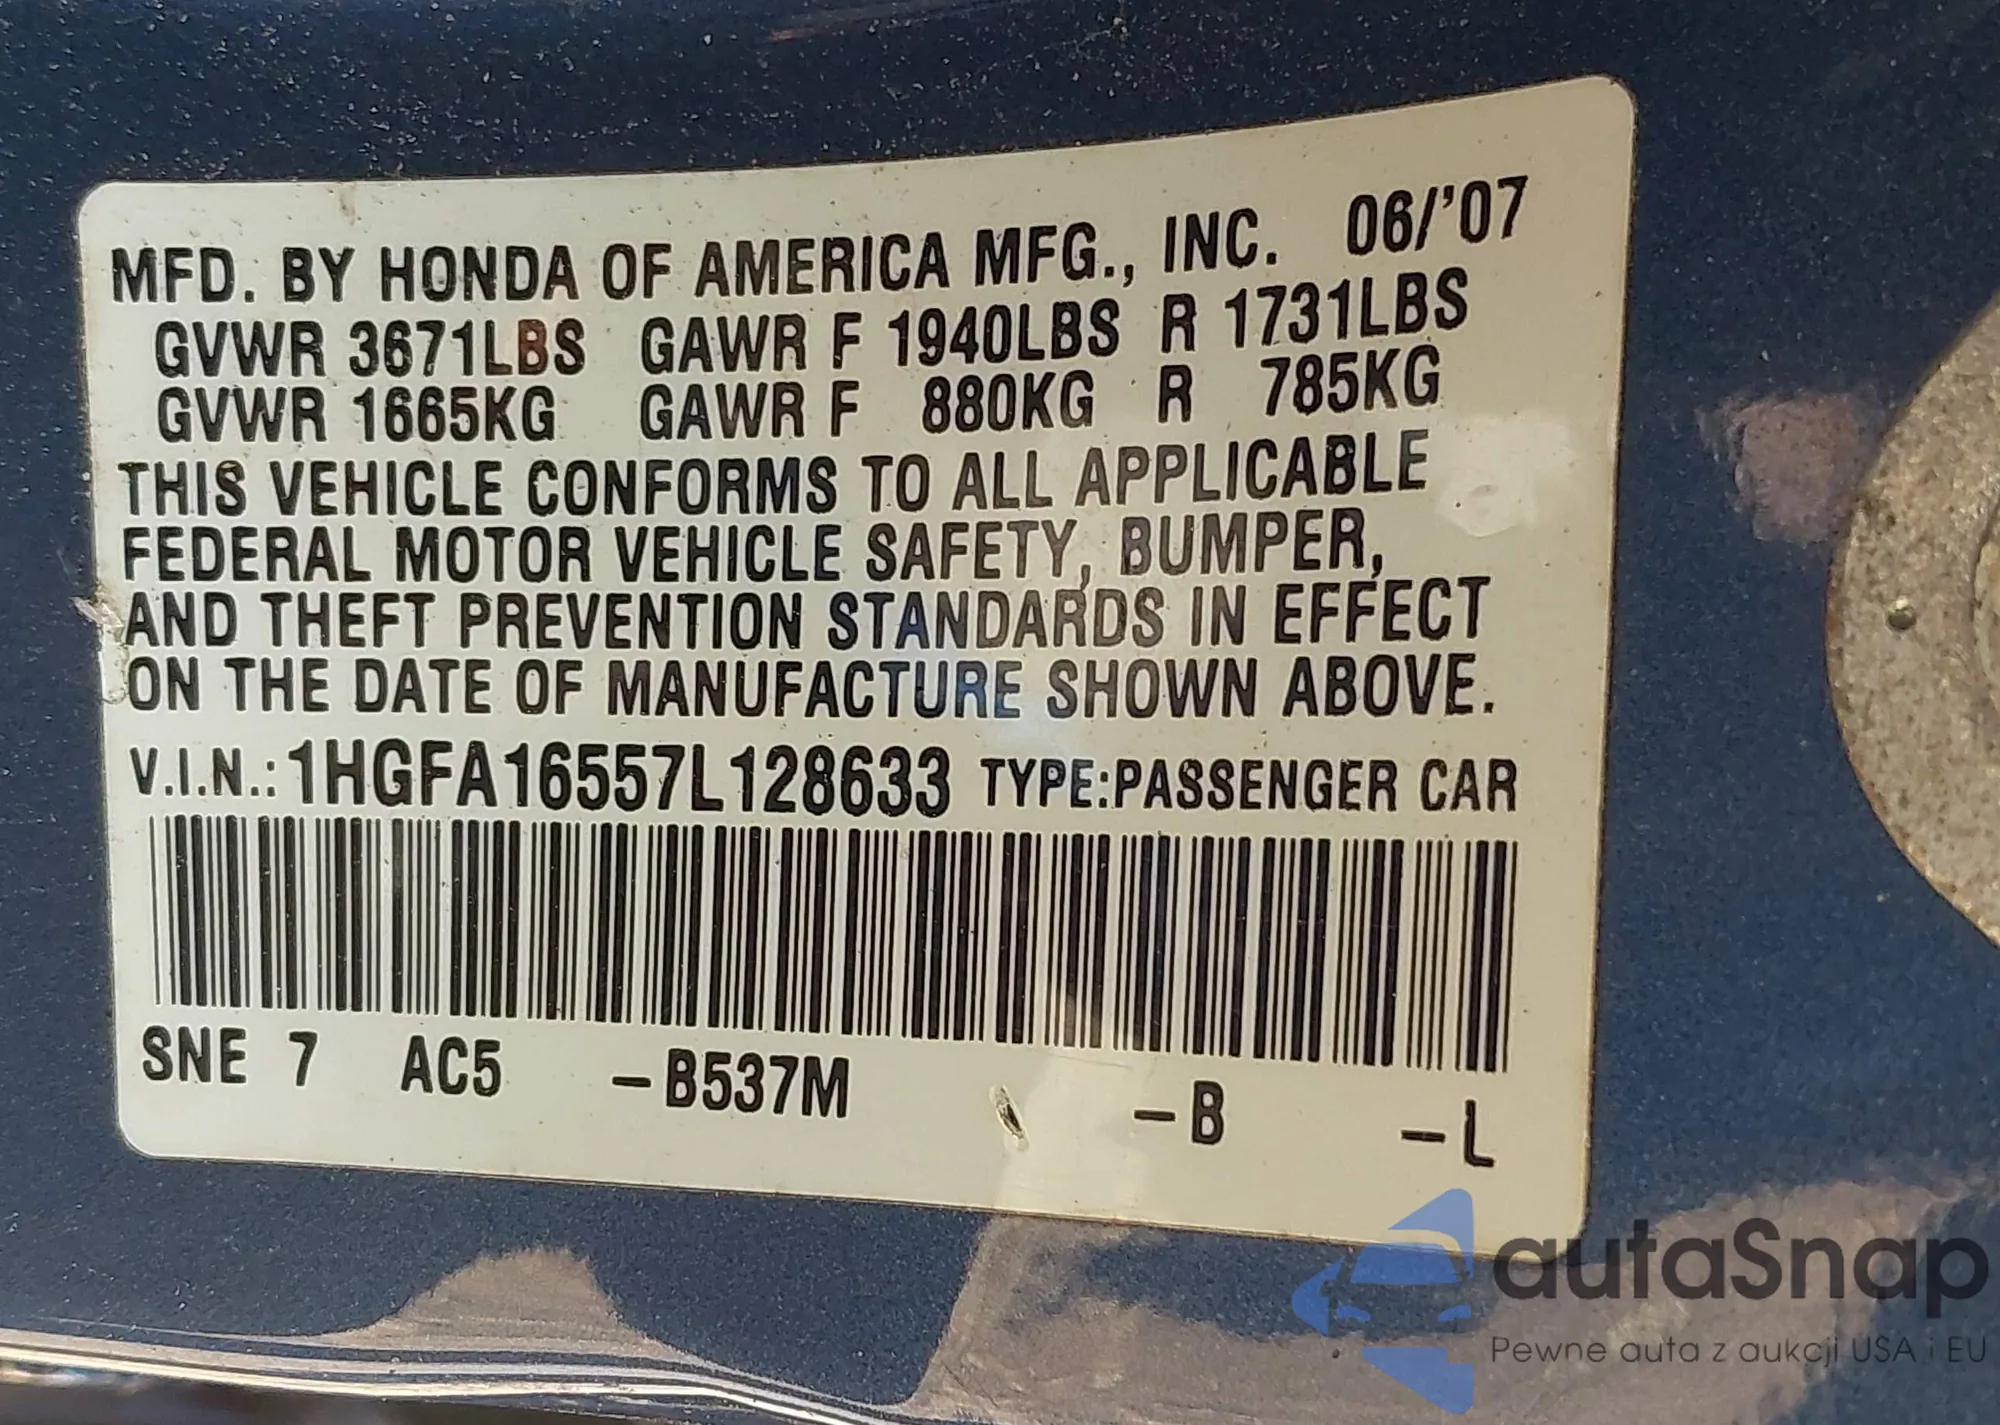 MFD. BY HONDA OF AMERICA MFG., INC. 06/'07
GVWR 3671LBS GAWR F 1940LBS R 1731LBS
GVWR 1665KG GAWR F 880KG R 785KG
THIS VEHICLE CONFORMS TO ALL APPLICABLE
FEDERAL MOTOR VEHICLE SAFETY, BUMPER,
AND THEFT PREVENTION STANDARDS IN EFFECT
ON THE DATE OF MANUFACTURE SHOWN ABOVE.
V.I.N.: 1HGFA16557L128633 TYPE:PASSENGER CAR
SNE 7 AC5 –B537M –B –L
autaSnap
Pewne auta z aukcji USA i EU